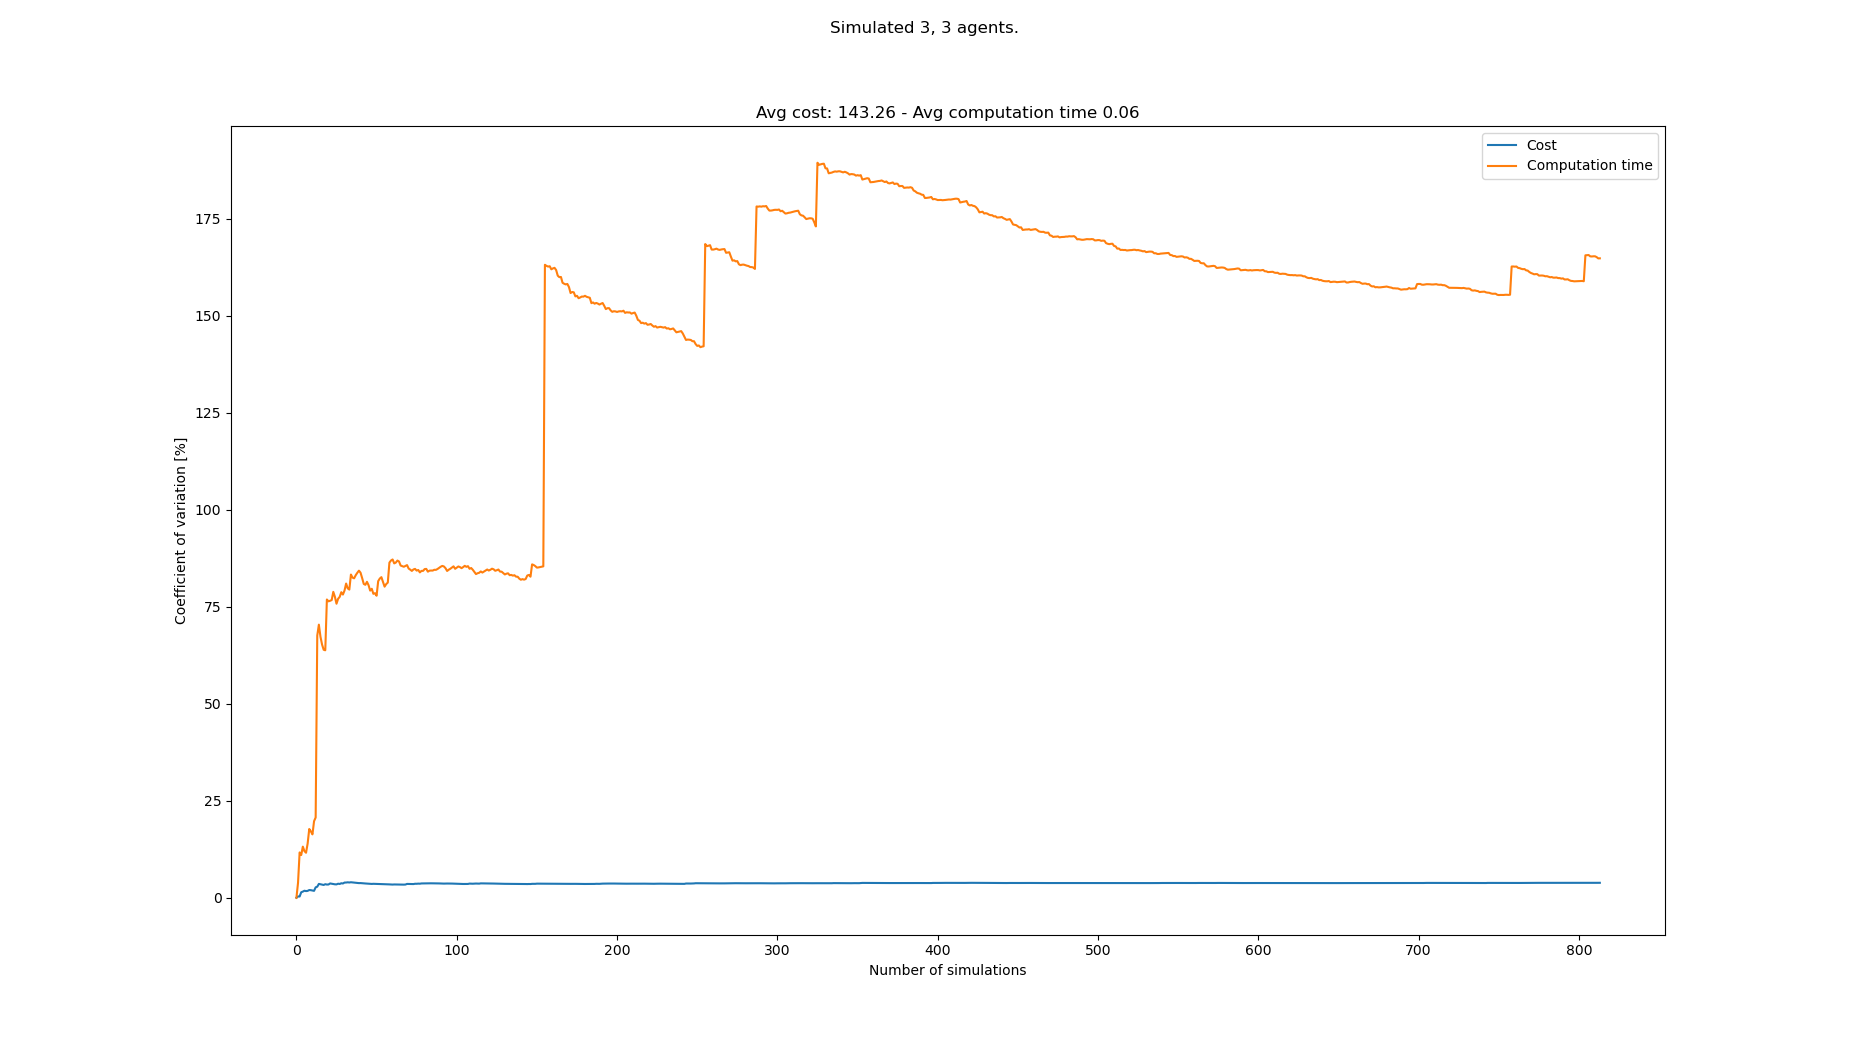 Simulated 3, 3 agents.
Avg cost: 143.26 - Avg computation time 0.06
Cost
Computation time
175
150
125
100
75
50
25
0
Coefficient of variation [%]
0 100 200 300 400 500 600 700 800
Number of simulations